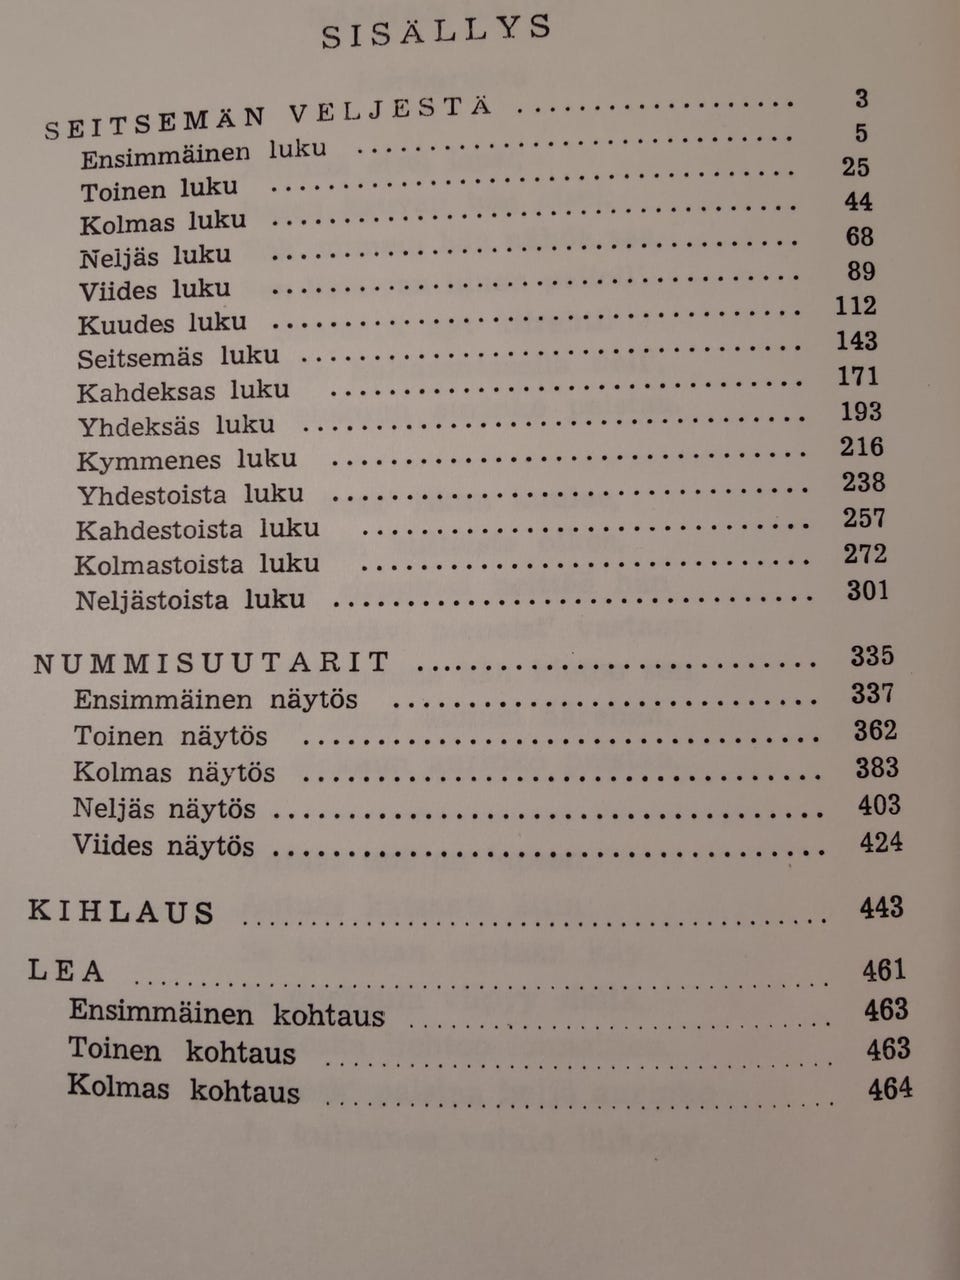 SISÄLLYS
SEITSEMÄN VELJESTÄ .................... 3
Ensimmäinen luku .............................. 5
Toinen luku .................................... 25
Kolmas luku .................................... 44
Neljäs luku .................................... 68
Viides luku .................................... 89
Kuudes luku .................................... 112
Seitsemäs luku .................................. 143
Kahdeksas luku ................................ 171
Yhdeksäs luku .................................. 193
Kymmenes luku ................................ 216
Yhdestoista luku ................................ 238
Kahdestoista luku .............................. 257
Kolmastoista luku .............................. 272
Neljästoista luku ................................ 301
NUMMISUUTARIT ............................ 335
Ensimmäinen näytös ............................ 337
Toinen näytös .................................. 362
Kolmas näytös .................................. 383
Neljäs näytös .................................... 403
Viides näytös .................................... 424
KIHLAUS ........................................ 443
LEA .............................................. 461
Ensimmäinen kohtaus ............................ 463
Toinen kohtaus .................................. 463
Kolmas kohtaus .................................. 464